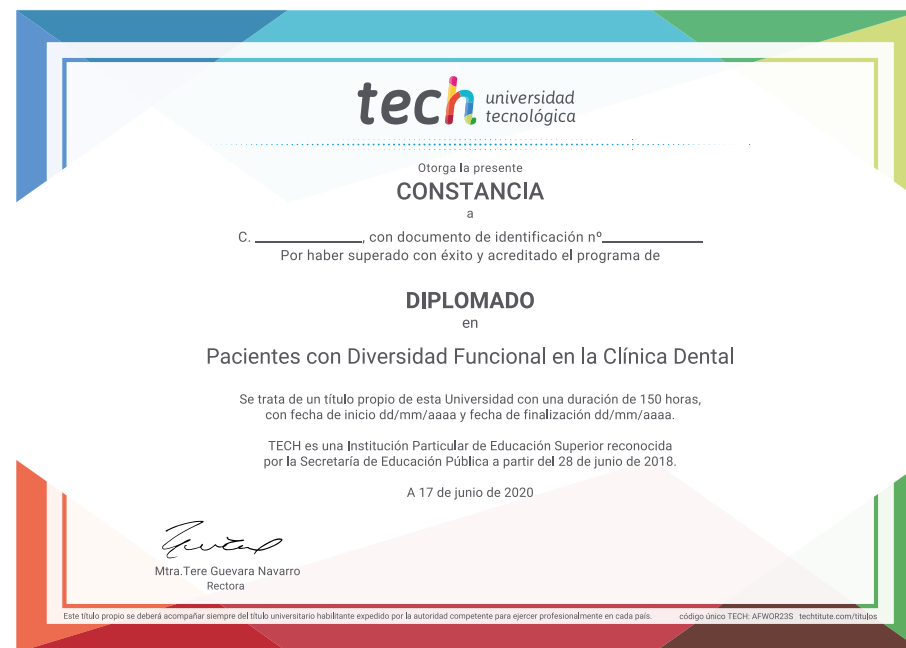 tech universidad
tecnológica
Otorga la presente
CONSTANCIA
a
C. ____________, con documento de identificación nº____________
Por haber superado con éxito y acreditado el programa de
DIPLOMADO
en
Pacientes con Diversidad Funcional en la Clínica Dental
Se trata de un título propio de esta Universidad con una duración de 150 horas,
con fecha de inicio dd/mm/aaaa y fecha de finalización dd/mm/aaaa.
TECH es una Institución Particular de Educación Superior reconocida
por la Secretaría de Educación Pública a partir del 28 de junio de 2018.
A 17 de junio de 2020
Mtra.Tere Guevara Navarro
Rectora
Este título propio se deberá acompañar siempre del título universitario habilitante expedido por la autoridad competente para ejercer profesionalmente en cada país. código único TECH: AFWOR23S techtitute.com/titulos